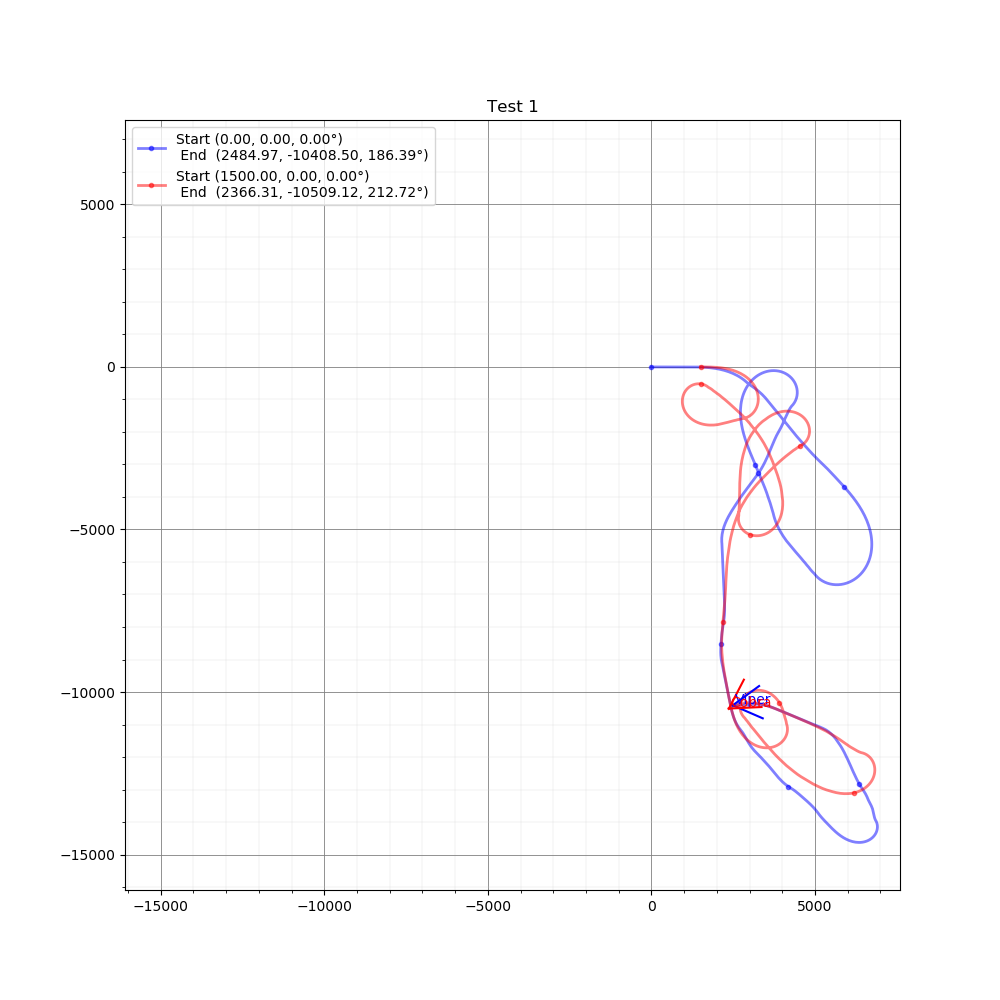 Test 1
Start (0.00, 0.00, 0.00°)
End (2484.97, -10408.50, 186.39°)
Start (1500.00, 0.00, 0.00°)
End (2366.31, -10509.12, 212.72°)
5000
0
−5000
−10000
−15000
−15000
−10000
−5000
0
5000